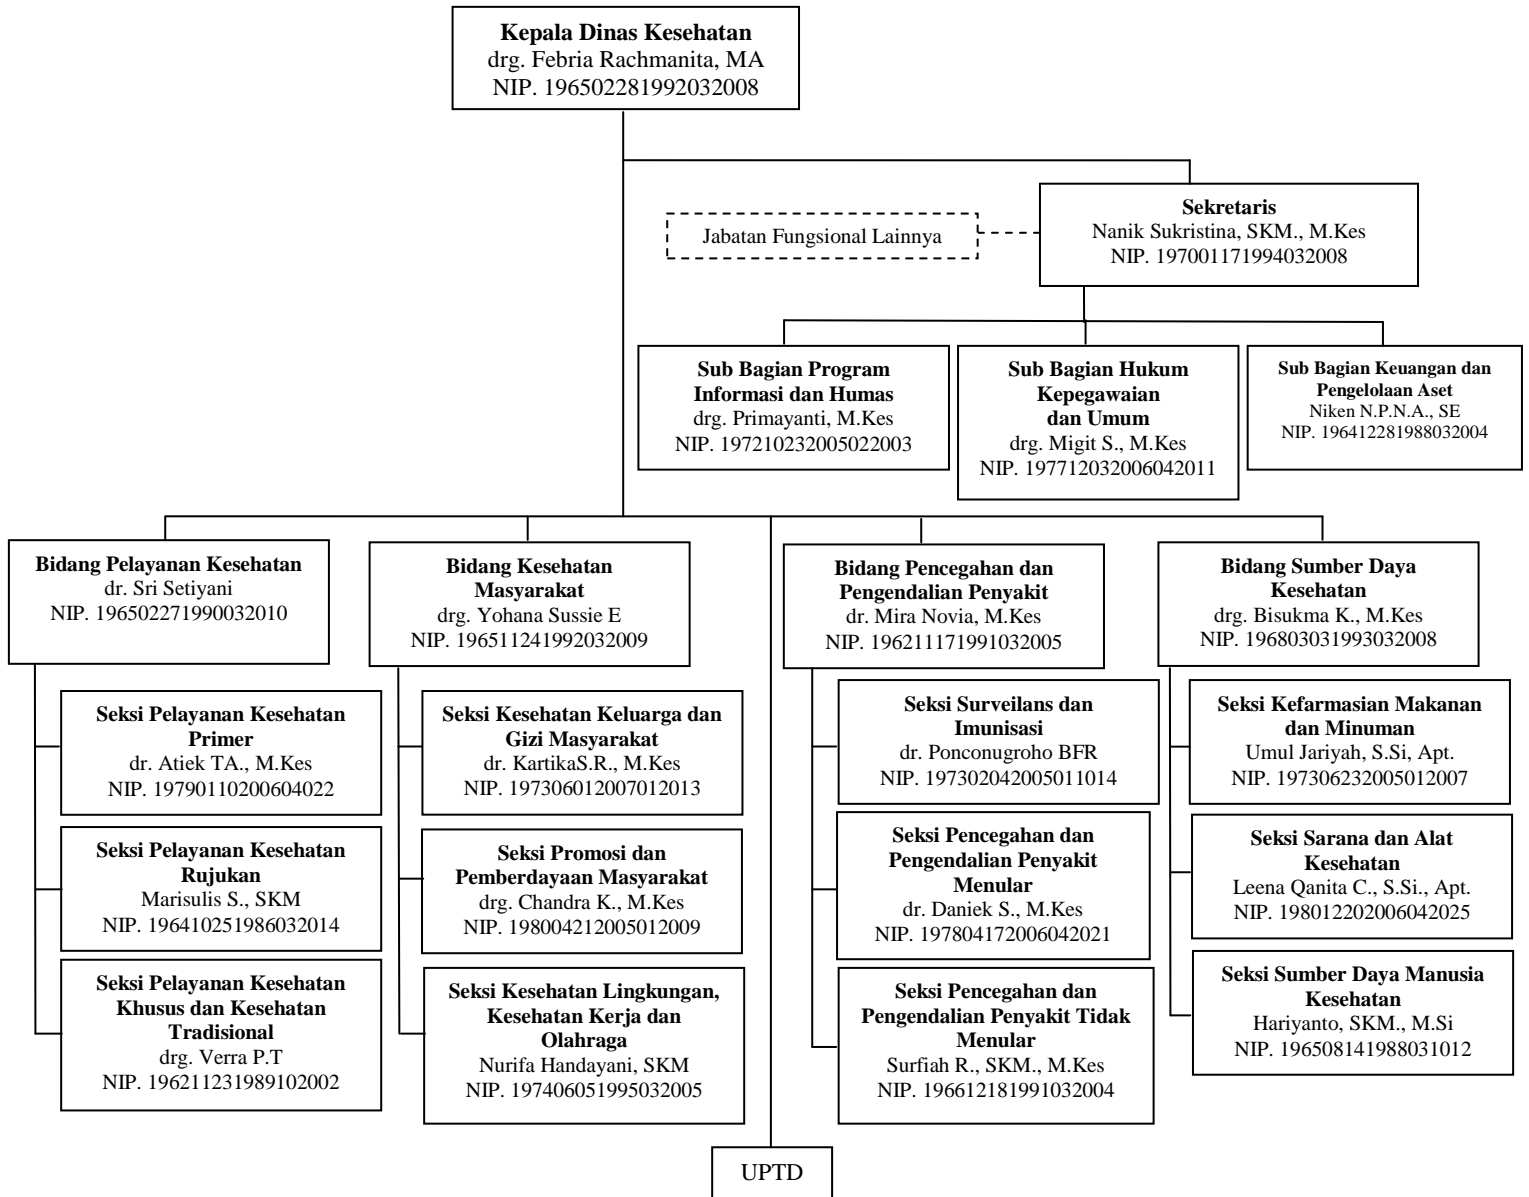 Kepala Dinas Kesehatan
drg. Febria Rachmanita, MA
NIP. 196502281992032008
Sekretaris
Nanik Sukristina, SKM., M.Kes
NIP. 197001171994032008
Jabatan Fungsional Lainnya
Sub Bagian Program
Informasi dan Humas
drg. Primayanti, M.Kes
NIP. 197210232005022003
Sub Bagian Hukum
Kepegawaian
dan Umum
drg. Migit S., M.Kes
NIP. 197712032006042011
Sub Bagian Keuangan dan
Pengelolaan Aset
Niken N.P.N.A., SE
NIP. 196412281988032004
Bidang Pelayanan Kesehatan
dr. Sri Setiyani
NIP. 196502271990032010
Seksi Pelayanan Kesehatan
Primer
dr. Atiek TA., M.Kes
NIP. 19790110200604022
Seksi Pelayanan Kesehatan
Rujukan
Marisulis S., SKM
NIP. 196410251986032014
Seksi Pelayanan Kesehatan
Khusus dan Kesehatan
Tradisional
drg. Verra P.T
NIP. 196211231989102002
Bidang Kesehatan
Masyarakat
drg. Yohana Sussie E
NIP. 196511241992032009
Seksi Kesehatan Keluarga dan
Gizi Masyarakat
dr. KartikaS.R., M.Kes
NIP. 197306012007012013
Seksi Promosi dan
Pemberdayaan Masyarakat
drg. Chandra K., M.Kes
NIP. 198004212005012009
Seksi Kesehatan Lingkungan,
Kesehatan Kerja dan
Olahraga
Nurifa Handayani, SKM
NIP. 197406051995032005
Bidang Pencegahan dan
Pengendalian Penyakit
dr. Mira Novia, M.Kes
NIP. 196211171991032005
Seksi Surveilans dan
Imunisasi
dr. Ponconugroho BFR
NIP. 197302042005011014
Seksi Pencegahan dan
Pengendalian Penyakit
Menular
dr. Daniek S., M.Kes
NIP. 197804172006042021
Seksi Pencegahan dan
Pengendalian Penyakit Tidak
Menular
Surfiah R., SKM., M.Kes
NIP. 196612181991032004
Bidang Sumber Daya
Kesehatan
drg. Bisukma K., M.Kes
NIP. 196803031993032008
Seksi Kefarmasian Makanan
dan Minuman
Umul Jariyah, S.Si, Apt.
NIP. 197306232005012007
Seksi Sarana dan Alat
Kesehatan
Leena Qanita C., S.Si., Apt.
NIP. 198012202006042025
Seksi Sumber Daya Manusia
Kesehatan
Hariyanto, SKM., M.Si
NIP. 196508141988031012
UPTD